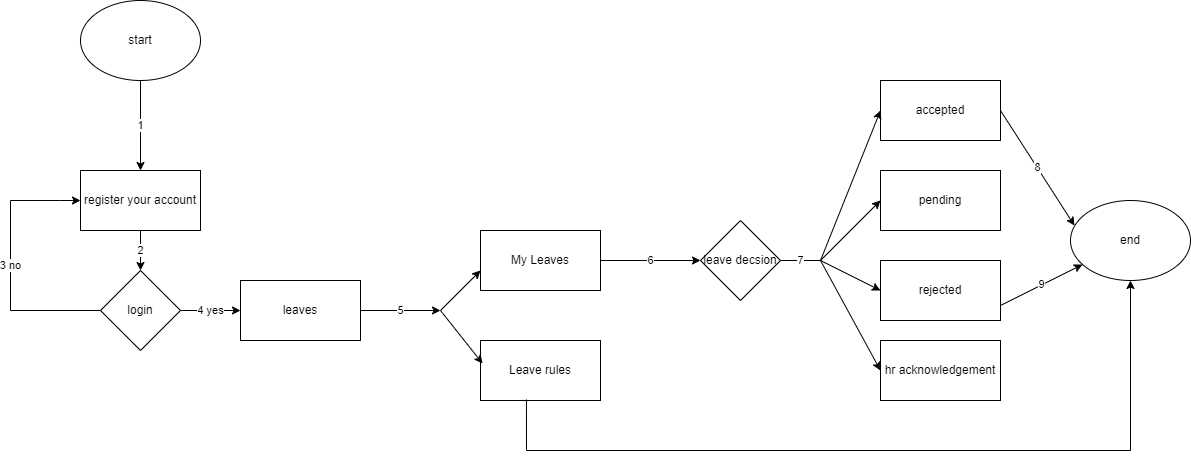 start
1
register your account
2
3 no
login
4 yes
leaves
5
My Leaves
Leave rules
6
leave decsion
7
accepted
pending
rejected
hr acknowledgement
8
9
end